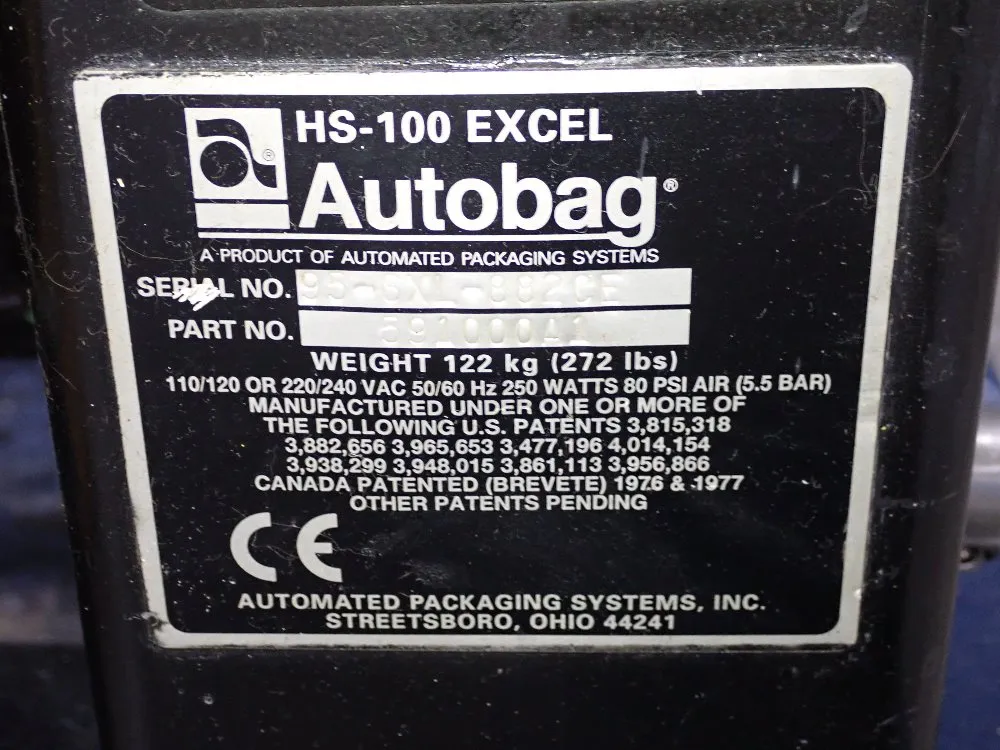 HS-100 EXCEL
a®
Autobag®
A PRODUCT OF AUTOMATED PACKAGING SYSTEMS
SERIAL NO.
PART NO. 591000A1
WEIGHT 122 kg (272 lbs)
110/120 OR 220/240 VAC 50/60 Hz 250 WATTS 80 PSI AIR (5.5 BAR)
MANUFACTURED UNDER ONE OR MORE OF
THE FOLLOWING U.S. PATENTS 3,815,318
3,882,656 3,965,653 3,477,196 4,014,154
3,938,299 3,948,015 3,861,113 3,956,866
CANADA PATENTED (BREVETE) 1976 & 1977
OTHER PATENTS PENDING
CE
AUTOMATED PACKAGING SYSTEMS, INC.
STREETSBORO, OHIO 44241